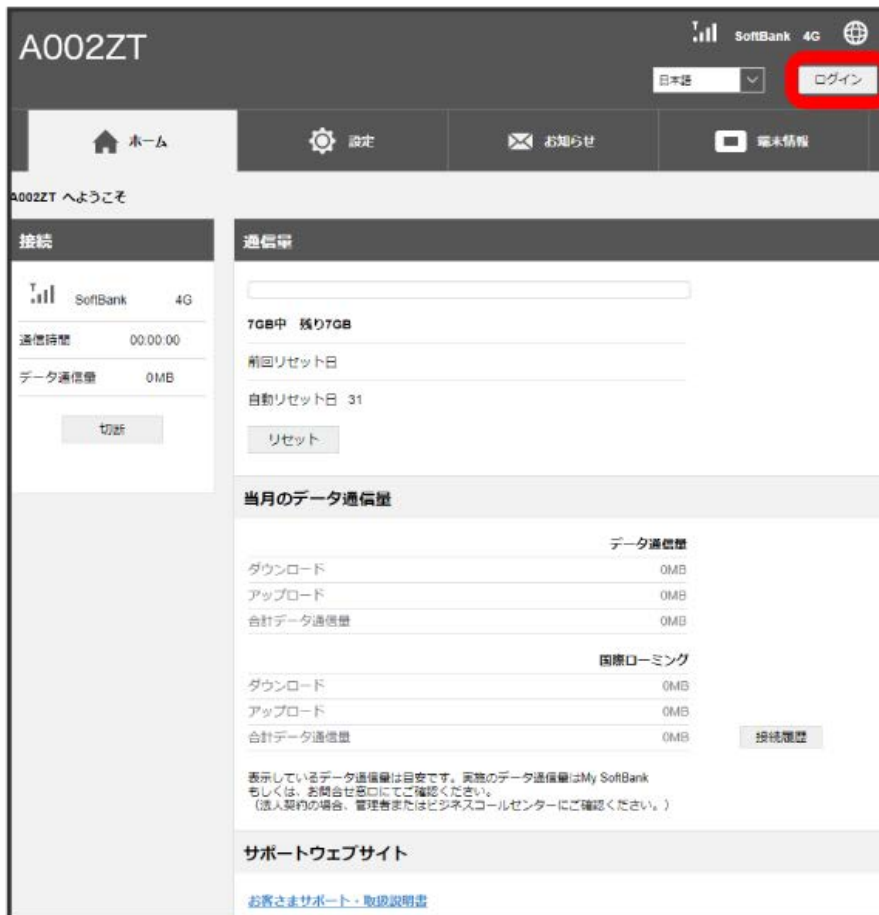 A002ZT
SoftBank 4G
日本語
ログイン
ホーム
設定
お知らせ
端末情報
A002ZT へようこそ
接続
SoftBank 4G
通信時間 00:00:00
データ通信量 0MB
切断
通信量
7GB中 残り7GB
前回リセット日
自動リセット日 31
リセット
当月のデータ通信量
データ通信量
ダウンロード 0MB
アップロード 0MB
合計データ通信量 0MB
国際ローミング
ダウンロード 0MB
アップロード 0MB
合計データ通信量 0MB
接続履歴
表示しているデータ通信量は目安です。実施のデータ通信量はMy SoftBank
もしくは、お問合せ窓口にてご確認ください。
（法人契約の場合、管理者またはビジネスコールセンターにご確認ください。）
サポートウェブサイト
お客さまサポート・取扱説明書